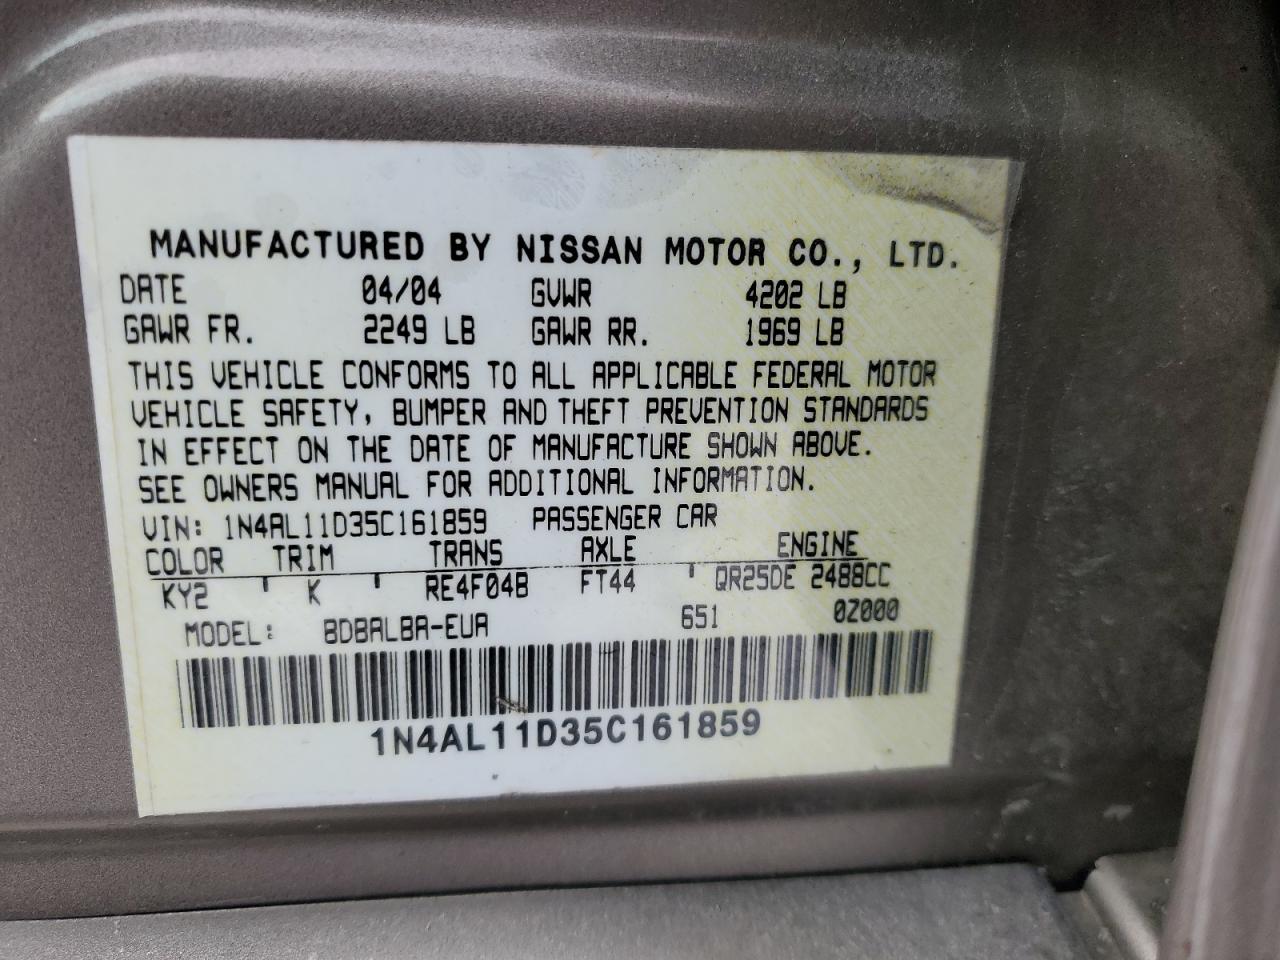 MANUFACTURED BY NISSAN MOTOR CO., LTD.
DATE 04/04 GVWR 4202 LB
GAWR FR. 2249 LB GAWR RR. 1969 LB
THIS VEHICLE CONFORMS TO ALL APPLICABLE FEDERAL MOTOR
VEHICLE SAFETY, BUMPER AND THEFT PREVENTION STANDARDS
IN EFFECT ON THE DATE OF MANUFACTURE SHOWN ABOVE.
SEE OWNERS MANUAL FOR ADDITIONAL INFORMATION.
VIN: 1N4AL11D35C161859 PASSENGER CAR
COLOR TRIM TRANS AXLE ENGINE
KY2 ' K ' RE4F04B FT44 ' QR25DE 2488CC
MODEL: BDBALBA-EUA 651 0Z000
1N4AL11D35C161859